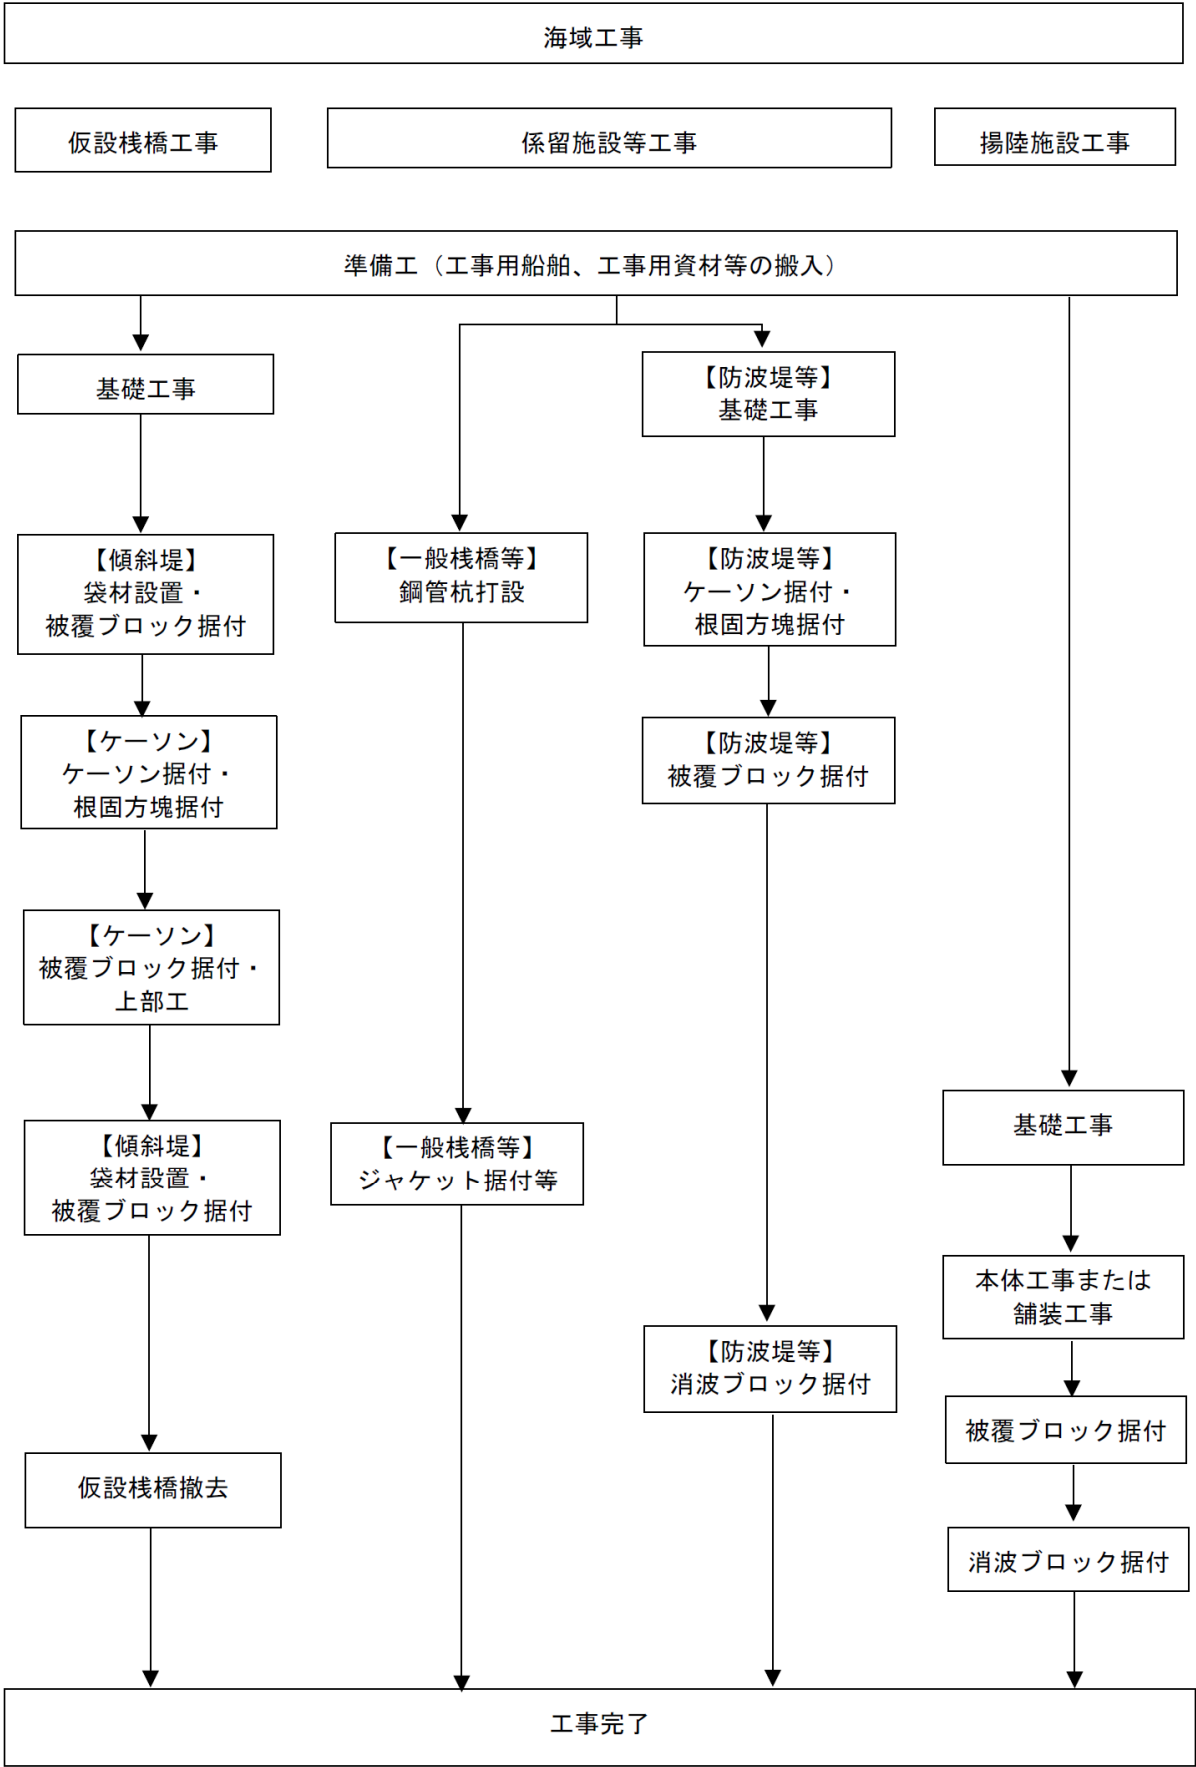 海域工事
仮設桟橋工事
係留施設等工事
揚陸施設工事
準備工（工事用船舶、工事用資材等の搬入）
基礎工事
【傾斜堤】
袋材設置・
被覆ブロック据付
【ケーソン】
ケーソン据付・
根固方塊据付
【ケーソン】
被覆ブロック据付・
上部工
【傾斜堤】
袋材設置・
被覆ブロック据付
仮設桟橋撤去
【一般桟橋等】
鋼管杭打設
【一般桟橋等】
ジャケット据付等
【防波堤等】
基礎工事
【防波堤等】
ケーソン据付・
根固方塊据付
【防波堤等】
被覆ブロック据付
【防波堤等】
消波ブロック据付
基礎工事
本体工事または
舗装工事
被覆ブロック据付
消波ブロック据付
工事完了